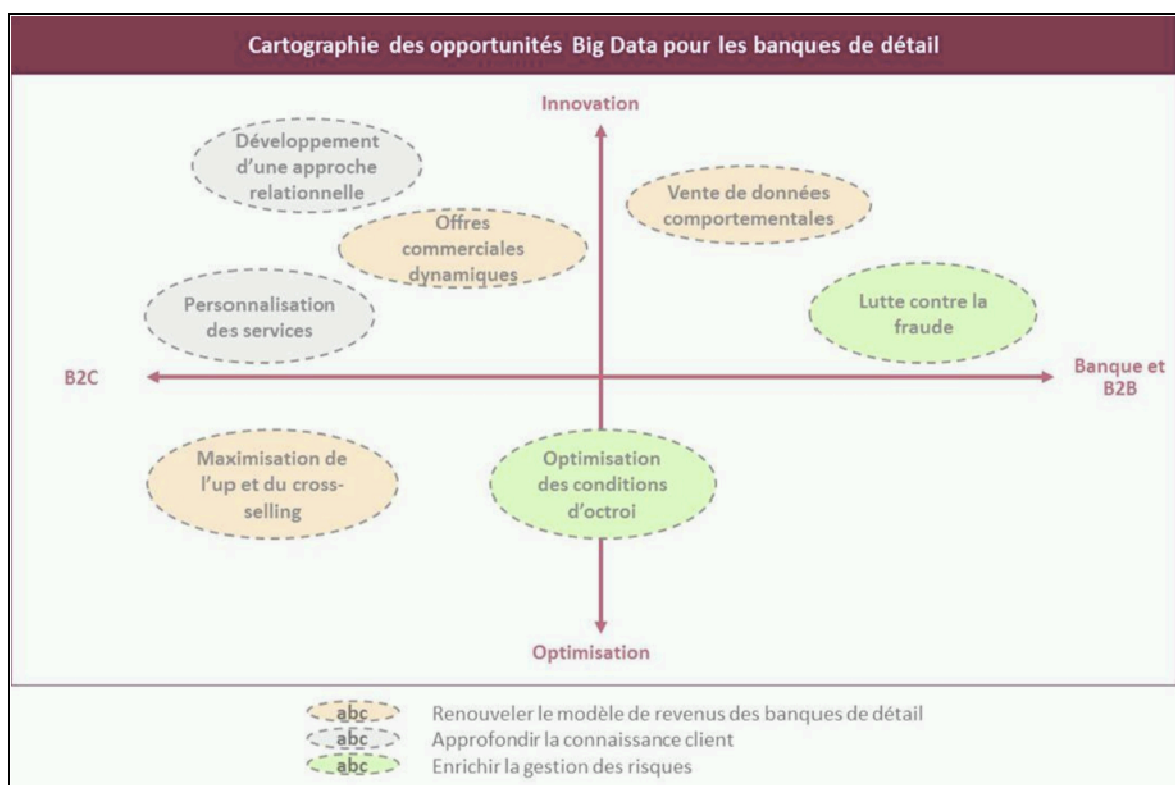 Cartographie des opportunités Big Data pour les banques de détail
Innovation
Développement
d'une approche
relationnelle
Vente de données
comportementales
Offres
commerciales
dynamiques
Personnalisation
des services
Lutte contre la
fraude
B2C
Banque et
B2B
Maximisation de
l'up et du cross-
selling
Optimisation
des conditions
d'octroi
Optimisation
abc Renouveler le modèle de revenus des banques de détail
abc Approfondir la connaissance client
abc Enrichir la gestion des risques